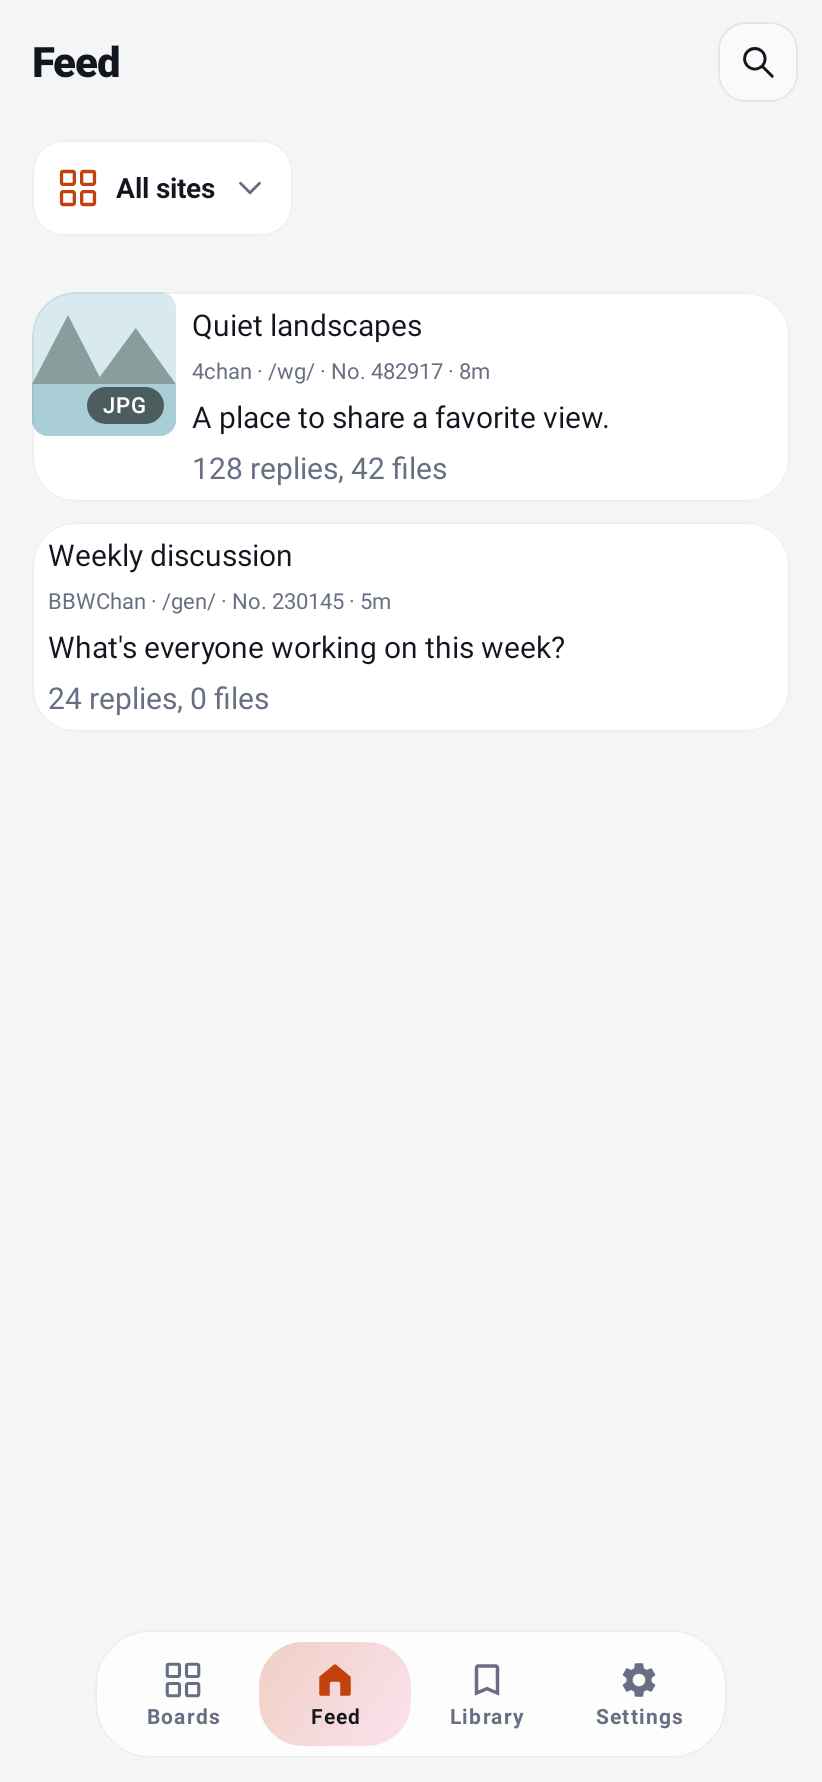 Feed
All sites
JPG
Quiet landscapes
4chan · /wg/ · No. 482917 · 8m
A place to share a favorite view.
128 replies, 42 files
Weekly discussion
BBWChan · /gen/ · No. 230145 · 5m
What's everyone working on this week?
24 replies, 0 files
Boards
Feed
Library
Settings